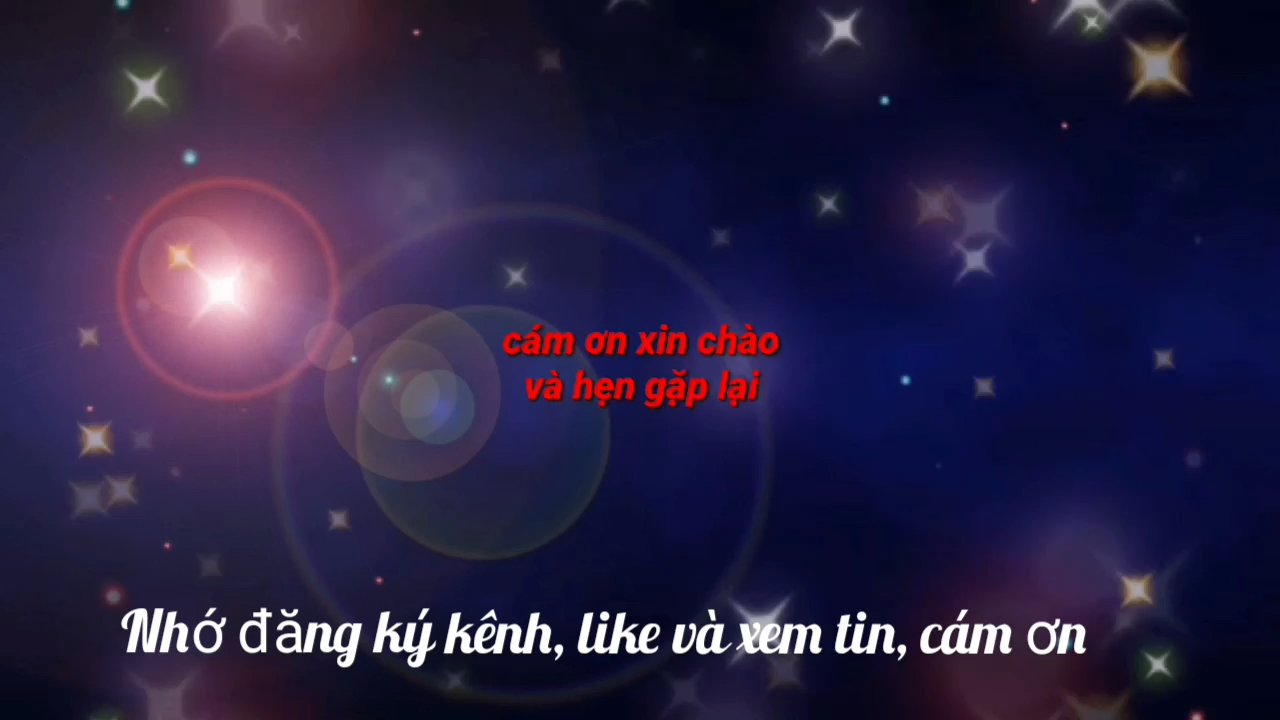 cám ơn xin chào
và hẹn gặp lại
Nhớ đăng ký kênh, like và xem tin, cám ơn